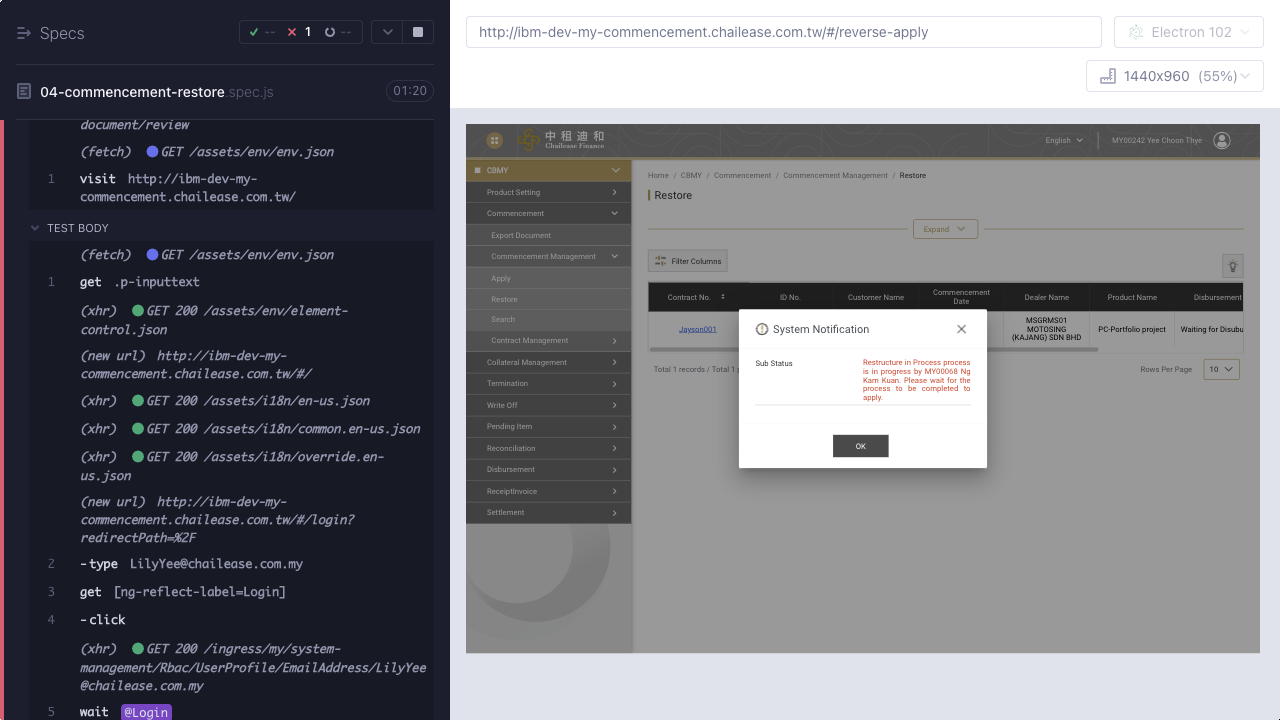 Specs
-- 1 --
http://ibm-dev-my-commencement.chailease.com.tw/#/reverse-apply
Electron 102
1440x960 (55%)
04-commencement-restore.spec.js
01:20
document/review
(fetch) GET /assets/env/env.json
1 visit http://ibm-dev-my-
commencement.chailease.com.tw/
TEST BODY
(fetch) GET /assets/env/env.json
1 get .p-inputtext
(xhr) GET 200 /assets/env/element-
control.json
(new url) http://ibm-dev-my-
commencement.chailease.com.tw/#/
(xhr) GET 200 /assets/i18n/en-us.json
(xhr) GET 200 /assets/i18n/common.en-us.json
(xhr) GET 200 /assets/i18n/override.en-
us.json
(new url) http://ibm-dev-my-
commencement.chailease.com.tw/#/login?
redirectPath=%2F
2 -type LilyYee@chailease.com.my
3 get [ng-reflect-label=Login]
4 -click
(xhr) GET 200 /ingress/my/system-
management/Rbac/UserProfile/EmailAddress/LilyYee
@chailease.com.my
5 wait @Login
中租迪和
Chailease Finance
English
MY00242 Yee Choon Thye
CBMY
Product Setting
Commencement
Export Document
Commencement Management
Apply
Restore
Search
Contract Management
Collateral Management
Termination
Write Off
Pending Item
Reconciliation
Disbursement
ReceiptInvoice
Settlement
Home / CBMY / Commencement / Commencement Management / Restore
Restore
Expand
Filter Columns
Contract No. ID No. Customer Name Commencement Date Dealer Name Product Name Disbursement
Jayson001
MSGRMS01
MOTOSING
(KAJANG) SDN BHD
PC-Portfolio project
Waiting for Disbu
Total 1 records / Total 1
Rows Per Page 10
System Notification
Sub Status
Restructure in Process process
is in progress by MY00068 Ng
Kam Kuan. Please wait for the
process to be completed to
apply.
OK